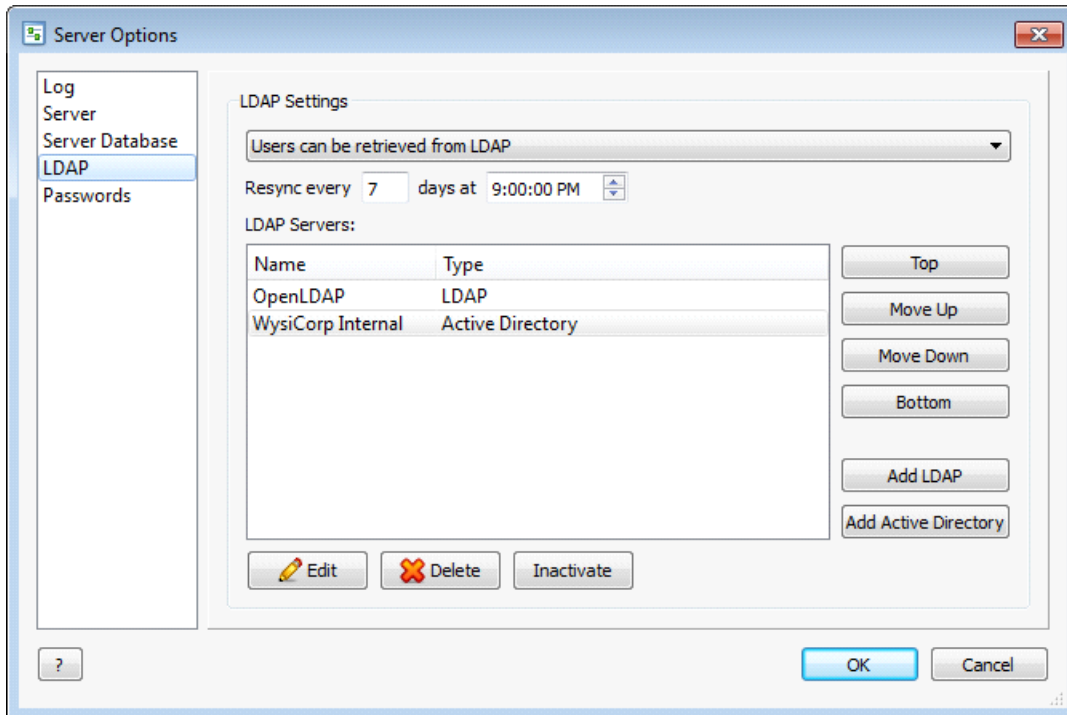 Server Options
Log
Server
Server Database
LDAP
Passwords
LDAP Settings
Users can be retrieved from LDAP
Resync every 7 days at 9:00:00 PM
LDAP Servers:
Name Type
OpenLDAP LDAP
WysiCorp Internal Active Directory
Top
Move Up
Move Down
Bottom
Add LDAP
Add Active Directory
Edit Delete Inactivate
? OK Cancel